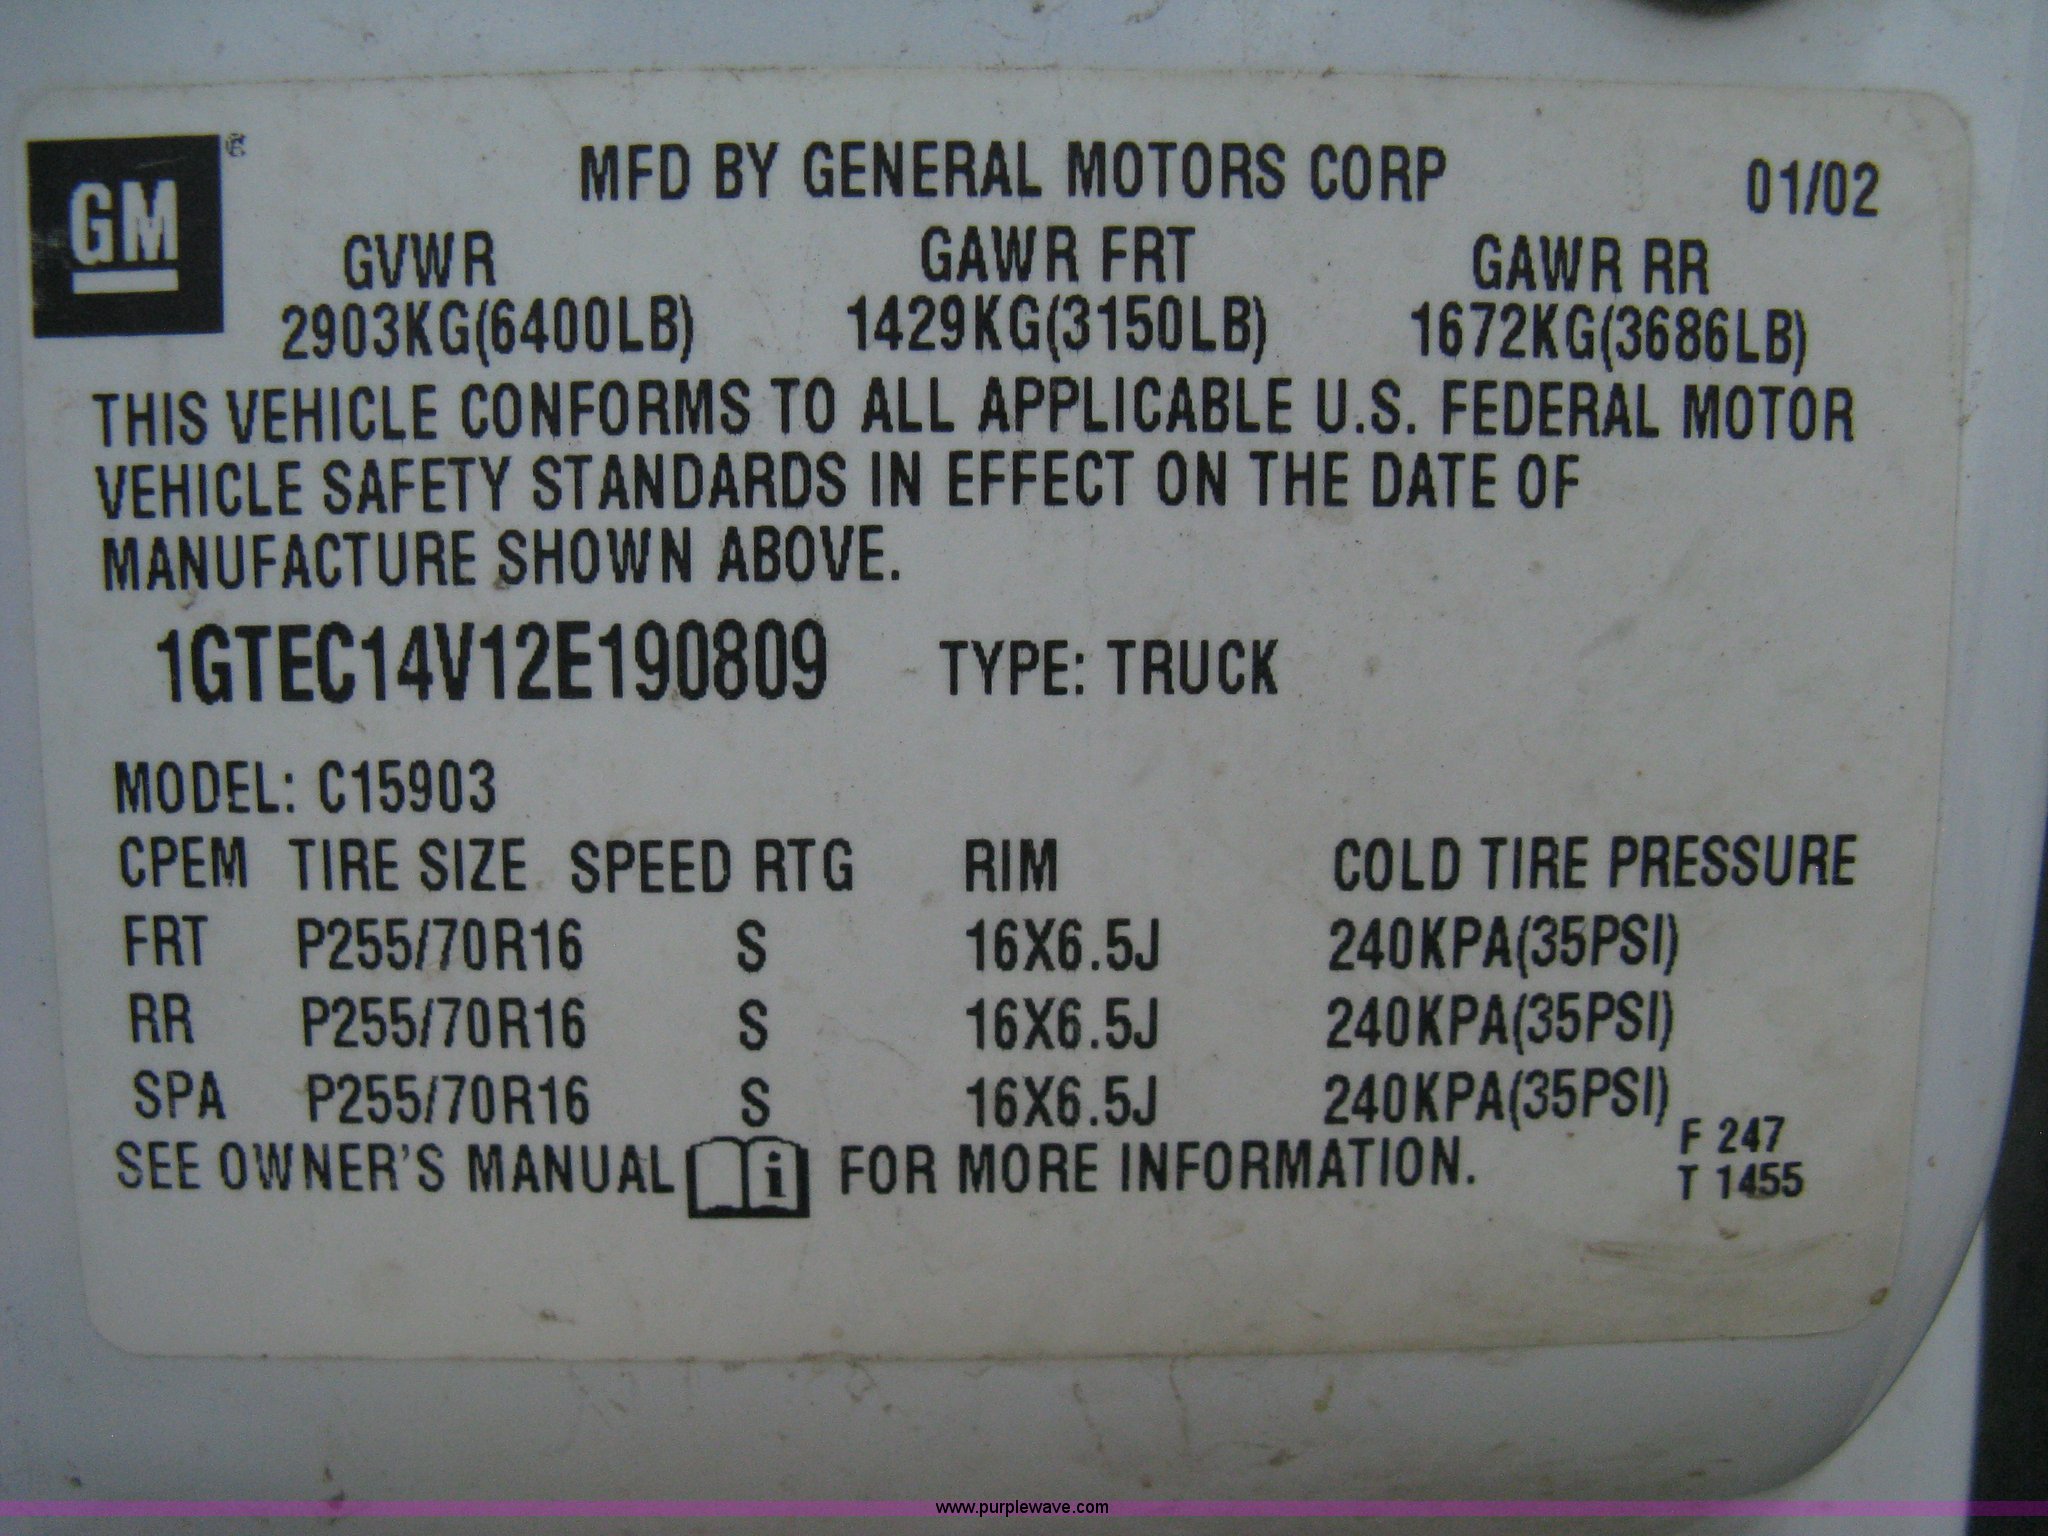 GM
MFD BY GENERAL MOTORS CORP 01/02
GVWR GAWR FRT GAWR RR
2903KG(6400LB) 1429KG(3150LB) 1672KG(3686LB)
THIS VEHICLE CONFORMS TO ALL APPLICABLE U.S. FEDERAL MOTOR
VEHICLE SAFETY STANDARDS IN EFFECT ON THE DATE OF
MANUFACTURE SHOWN ABOVE.
1GTEC14V12E190809 TYPE: TRUCK
MODEL: C15903
CPEM TIRE SIZE SPEED RTG RIM COLD TIRE PRESSURE
FRT P255/70R16 S 16X6.5J 240KPA(35PSI)
RR P255/70R16 S 16X6.5J 240KPA(35PSI)
SPA P255/70R16 S 16X6.5J 240KPA(35PSI)
SEE OWNER'S MANUAL i FOR MORE INFORMATION.
F 247
T 1455
www.purplewave.com